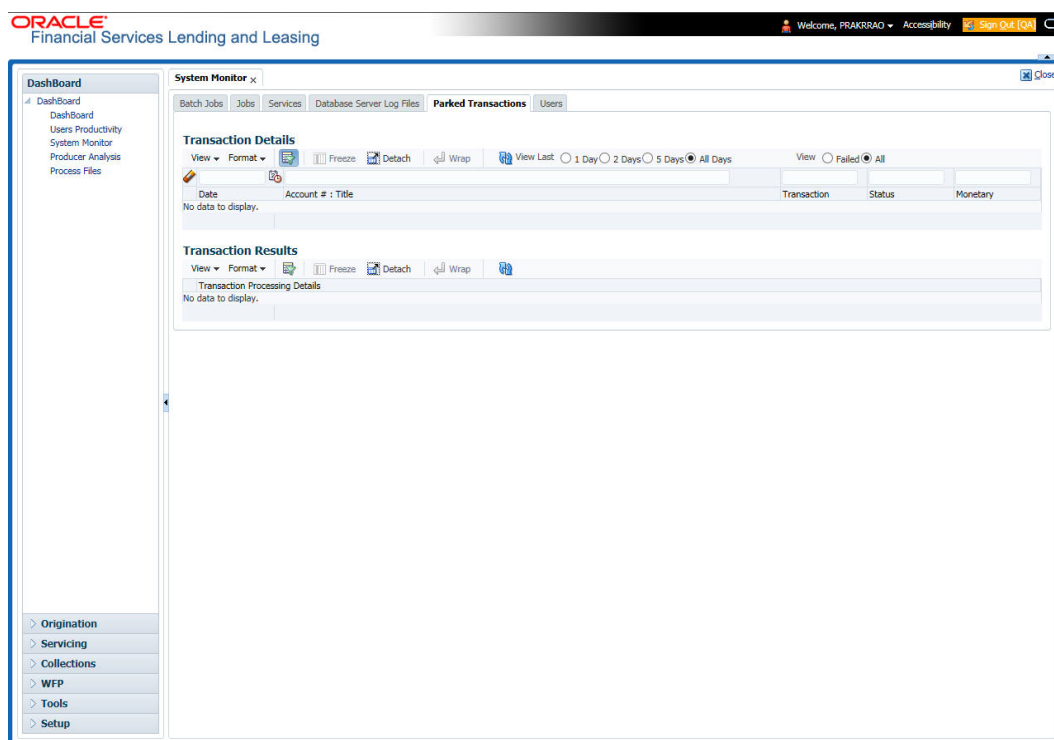 ORACLE®
Welcome, PRAKRRAO Accessibility Sign Out [QA]
Financial Services Lending and Leasing
DashBoard
System Monitor x
Close
DashBoard
DashBoard
Users Productivity
System Monitor
Producer Analysis
Process Files
Batch Jobs Jobs Services Database Server Log Files Parked Transactions Users
Transaction Details
View Format Freeze Detach Wrap View Last 1 Day 2 Days 5 Days All Days View Failed All
Date Account # : Title Transaction Status Monetary
No data to display.
Transaction Results
View Format Freeze Detach Wrap
Transaction Processing Details
No data to display.
Origination
Servicing
Collections
WFP
Tools
Setup